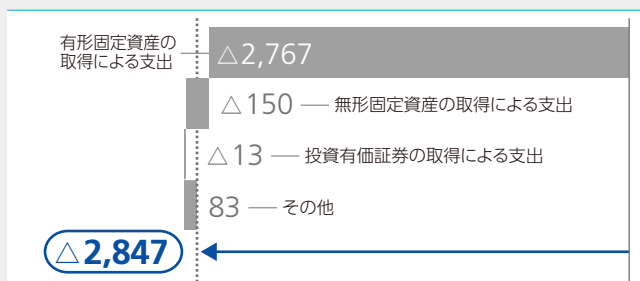 有形固定資産の
取得による支出
△2,767
△150 — 無形固定資産の取得による支出
△13 — 投資有価証券の取得による支出
83 — その他
△2,847